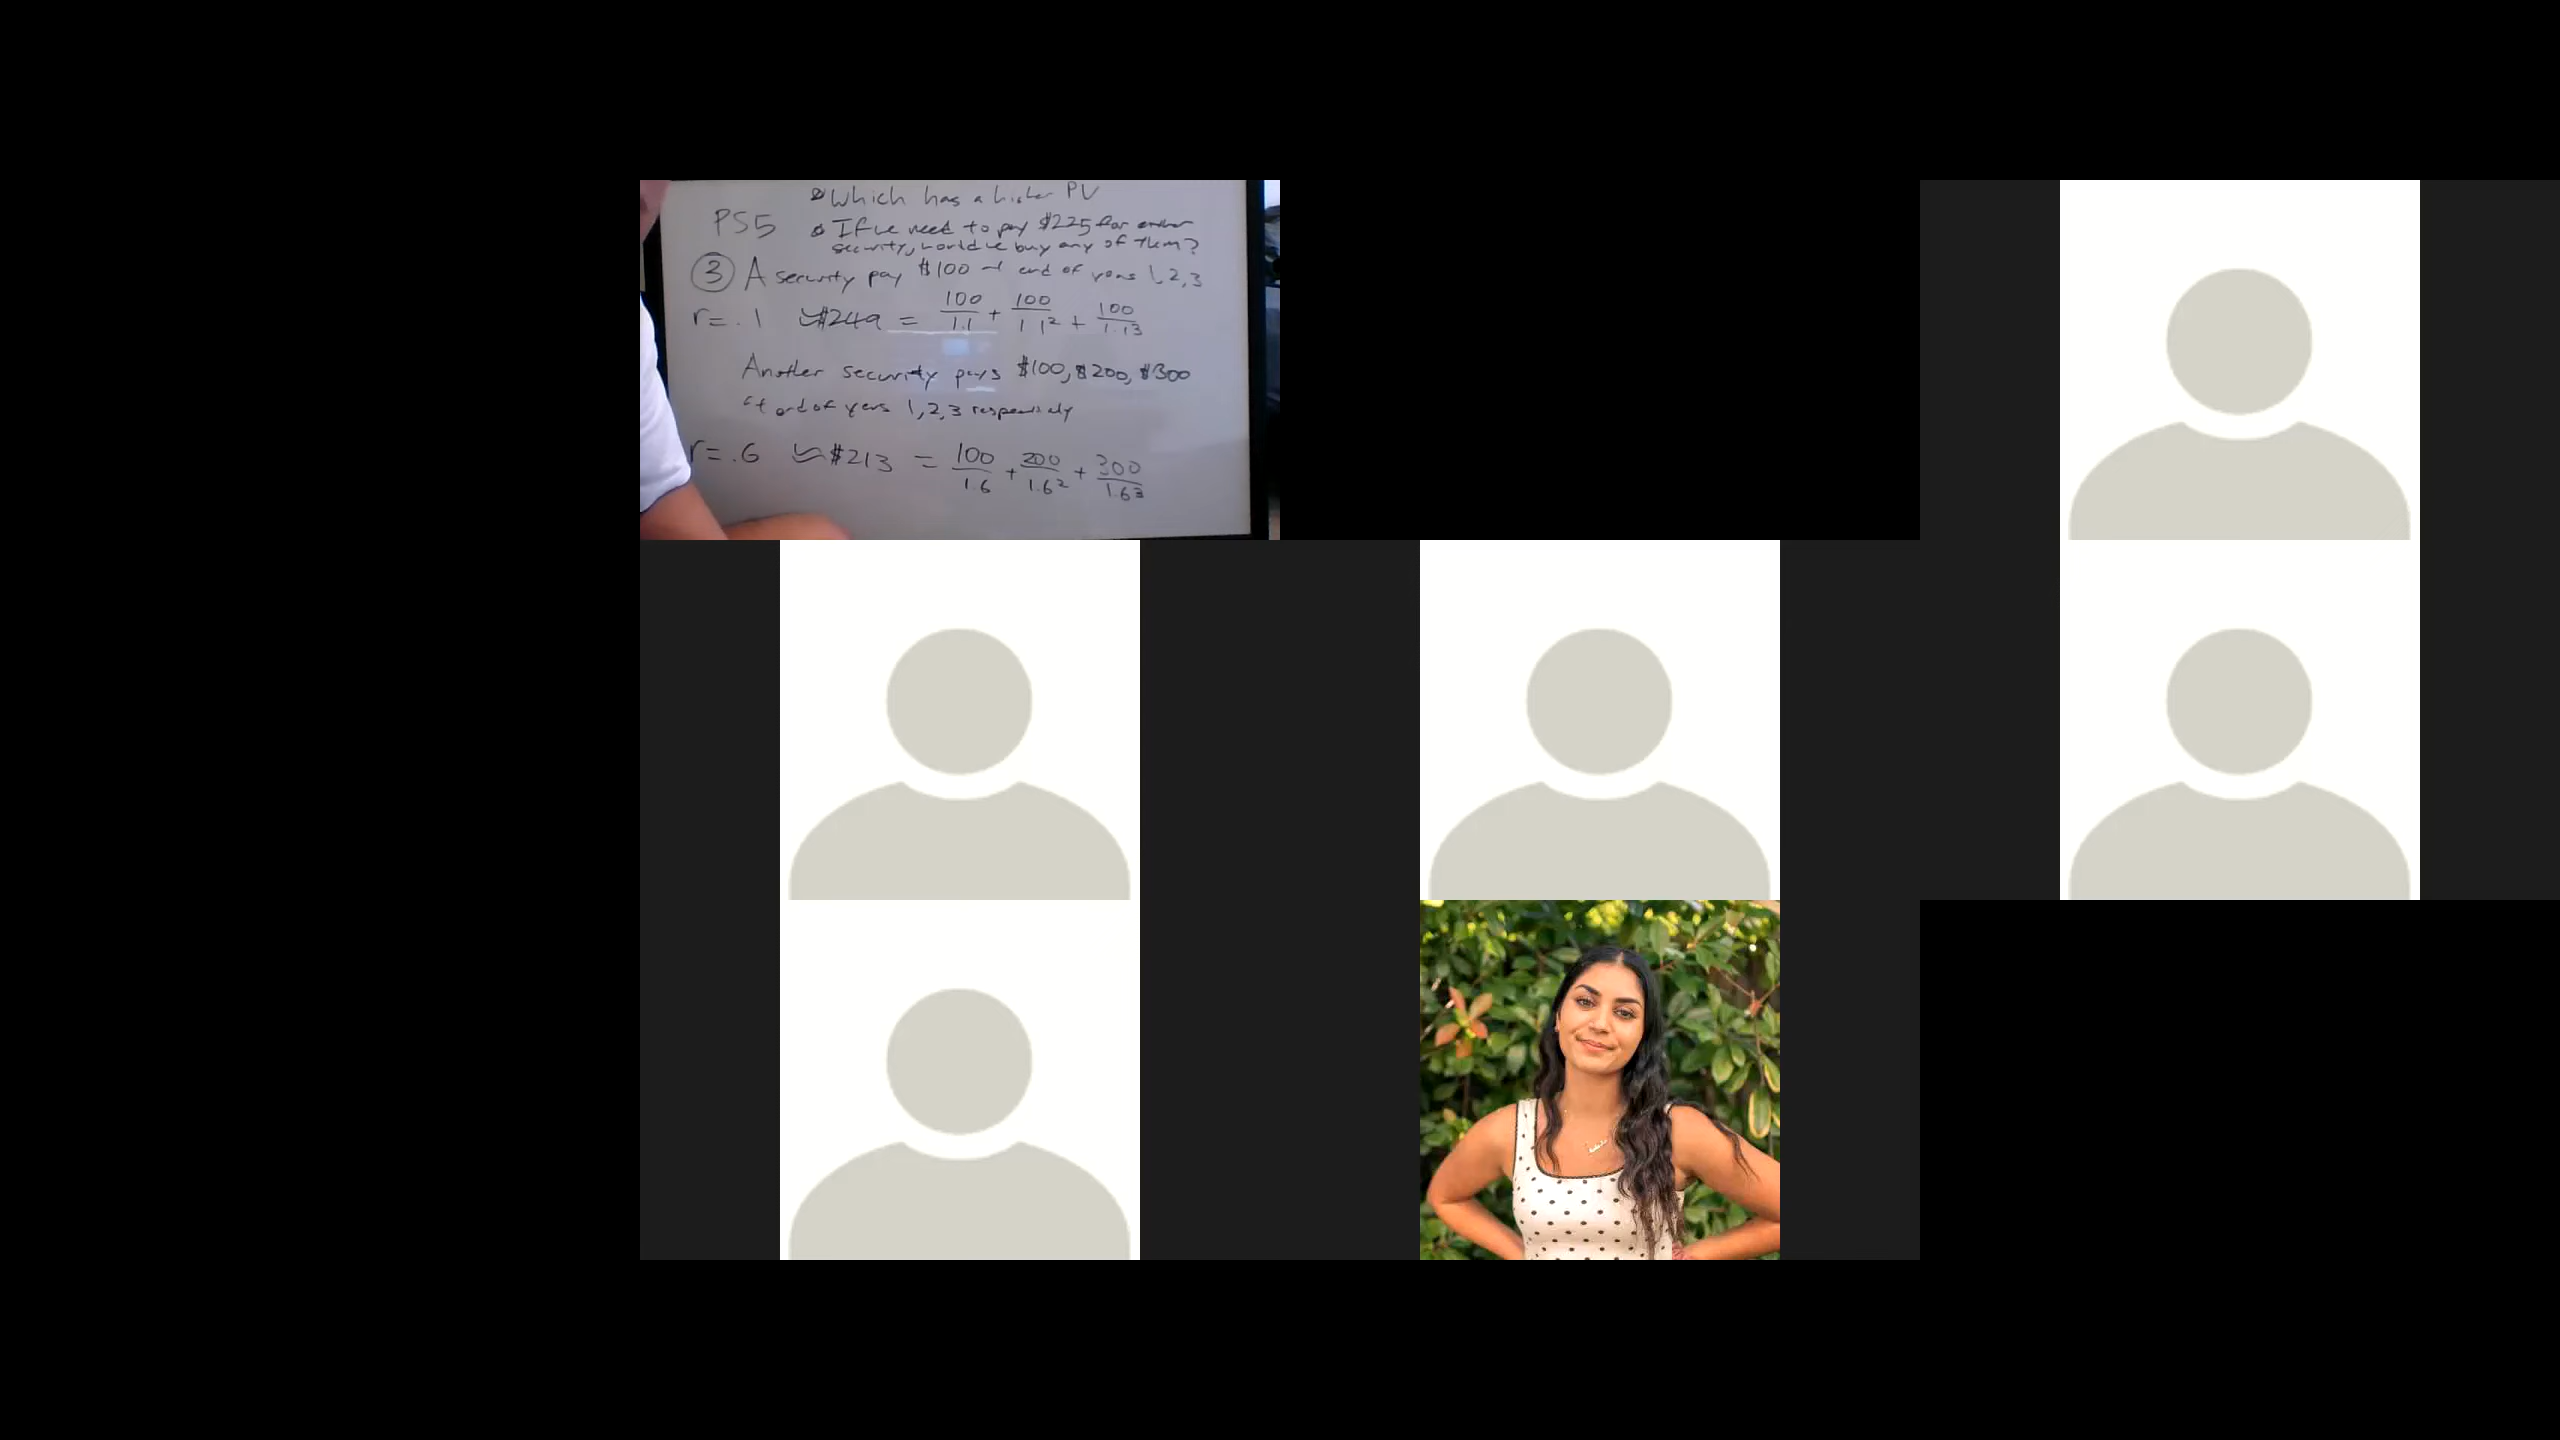 Which has a higher PV
PS5
If we need to pay $225 for either
security, would we buy any of them?
3 A security pay $100 at end of years 1,2,3
r=.1 ≈$249 = 100/1.1 + 100/1.1² + 100/1.1³
Another security pays $100, $200, $300
at end of years 1,2,3 respectively
r=.6 ≈$213 = 100/1.6 + 200/1.6² + 300/1.6³